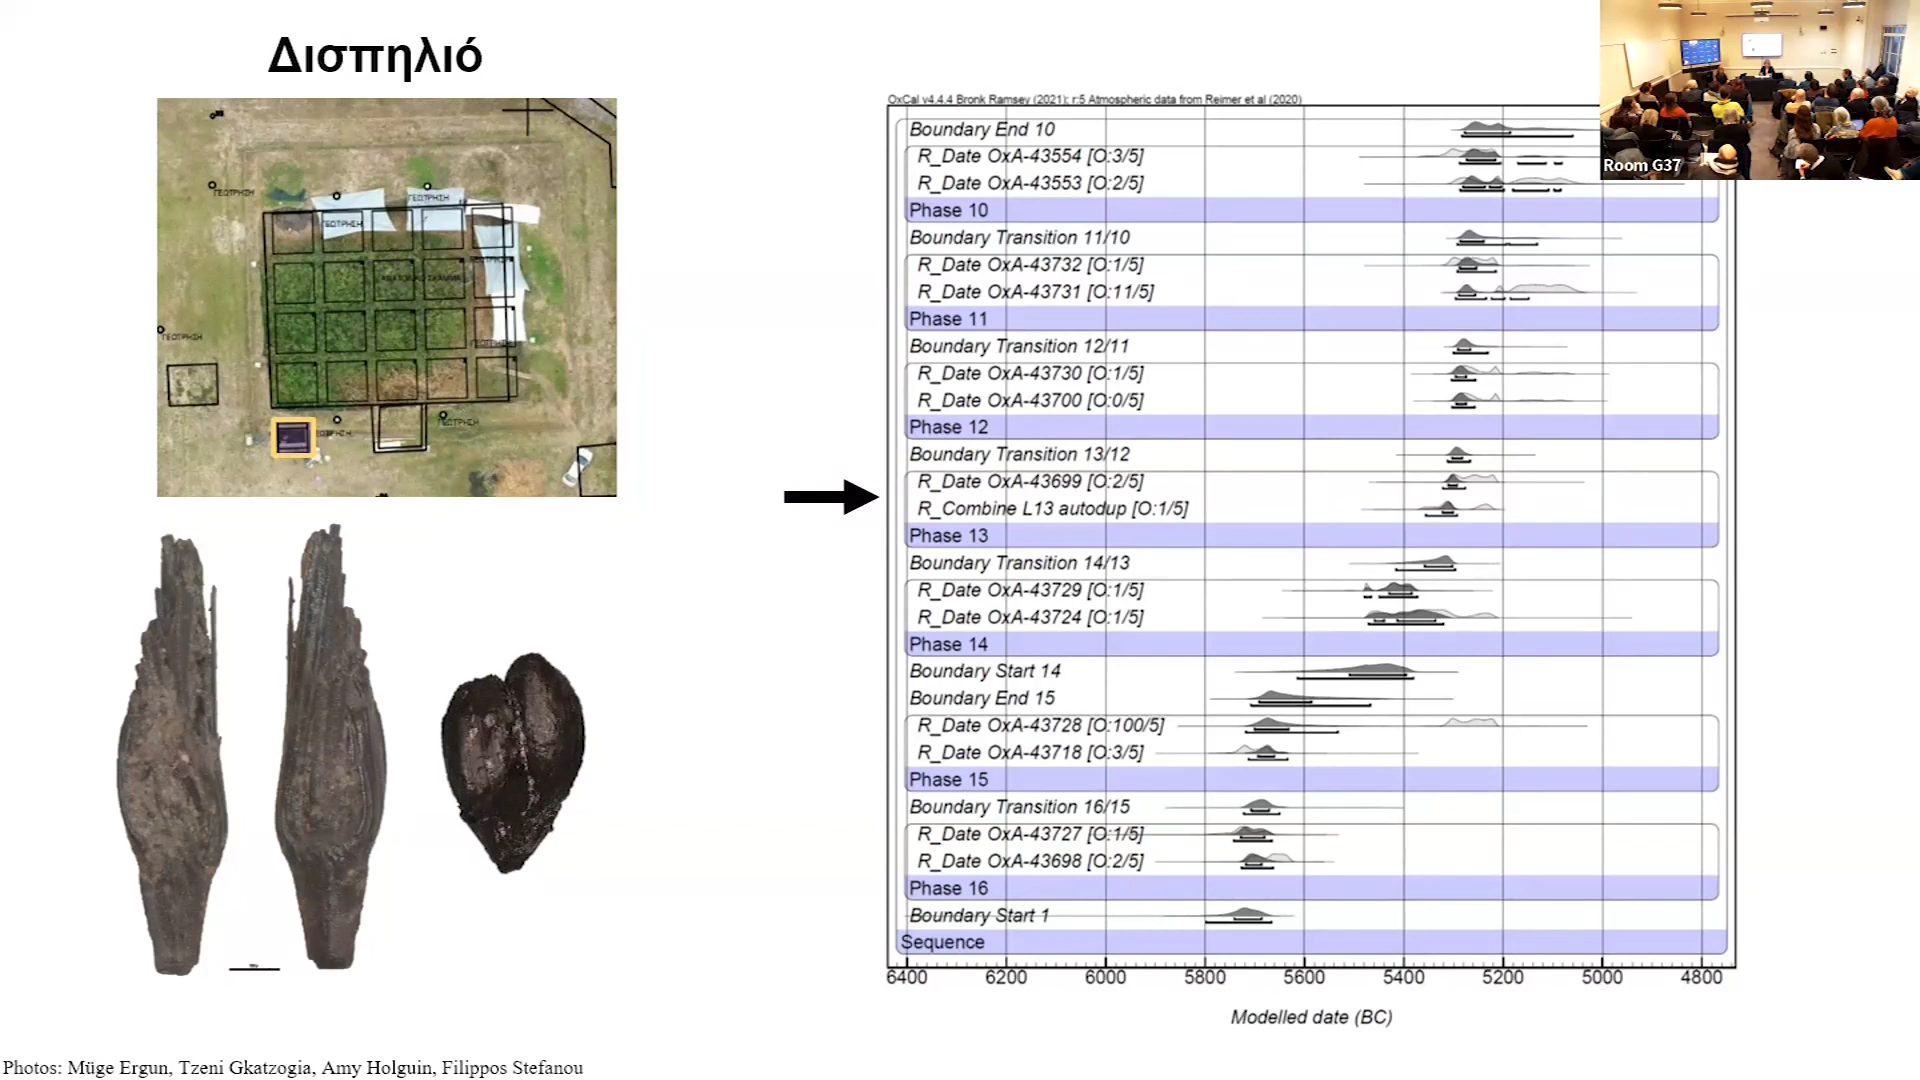 Δισπηλιό
ΓΕΩΤΡΗΣΗ
ΓΕΩΤΡΗΣΗ
ΓΕΩΤΡΗΣΗ
ΓΕΩΤΡΗΣΗ
ΓΕΩΤΡΗΣΗ
Photos: Müge Ergun, Tzeni Gkatzogia, Amy Holguin, Filippos Stefanou
OxCal v4.4.4 Bronk Ramsey (2021); r:5 Atmospheric data from Reimer et al (2020)
Boundary End 10
R_Date OxA-43554 [O:3/5]
R_Date OxA-43553 [O:2/5]
Phase 10
Boundary Transition 11/10
R_Date OxA-43732 [O:1/5]
R_Date OxA-43731 [O:11/5]
Phase 11
Boundary Transition 12/11
R_Date OxA-43730 [O:1/5]
R_Date OxA-43700 [O:0/5]
Phase 12
Boundary Transition 13/12
R_Date OxA-43699 [O:2/5]
R_Combine L13 autodup [O:1/5]
Phase 13
Boundary Transition 14/13
R_Date OxA-43729 [O:1/5]
R_Date OxA-43724 [O:1/5]
Phase 14
Boundary Start 14
Boundary End 15
R_Date OxA-43728 [O:100/5]
R_Date OxA-43718 [O:3/5]
Phase 15
Boundary Transition 16/15
R_Date OxA-43727 [O:1/5]
R_Date OxA-43698 [O:2/5]
Phase 16
Boundary Start 1
Sequence
6400 6200 6000 5800 5600 5400 5200 5000 4800
Modelled date (BC)
Room G37